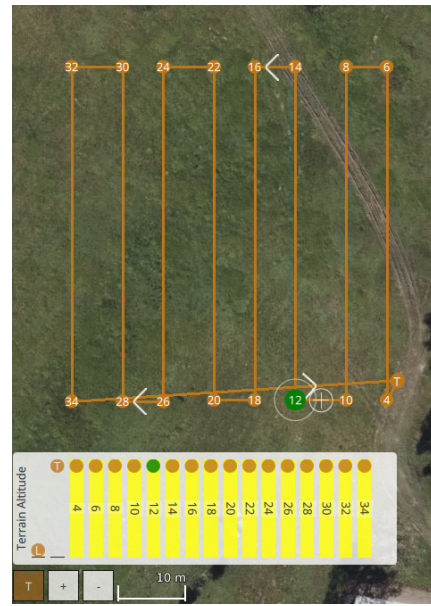 32 30 24 22 16 14 8 6
T
34 28 26 20 18 12 10 4
Terrain Altitude
T
L
4 6 8 10 12 14 16 18 20 22 24 26 28 30 32 34
T + - 10 m